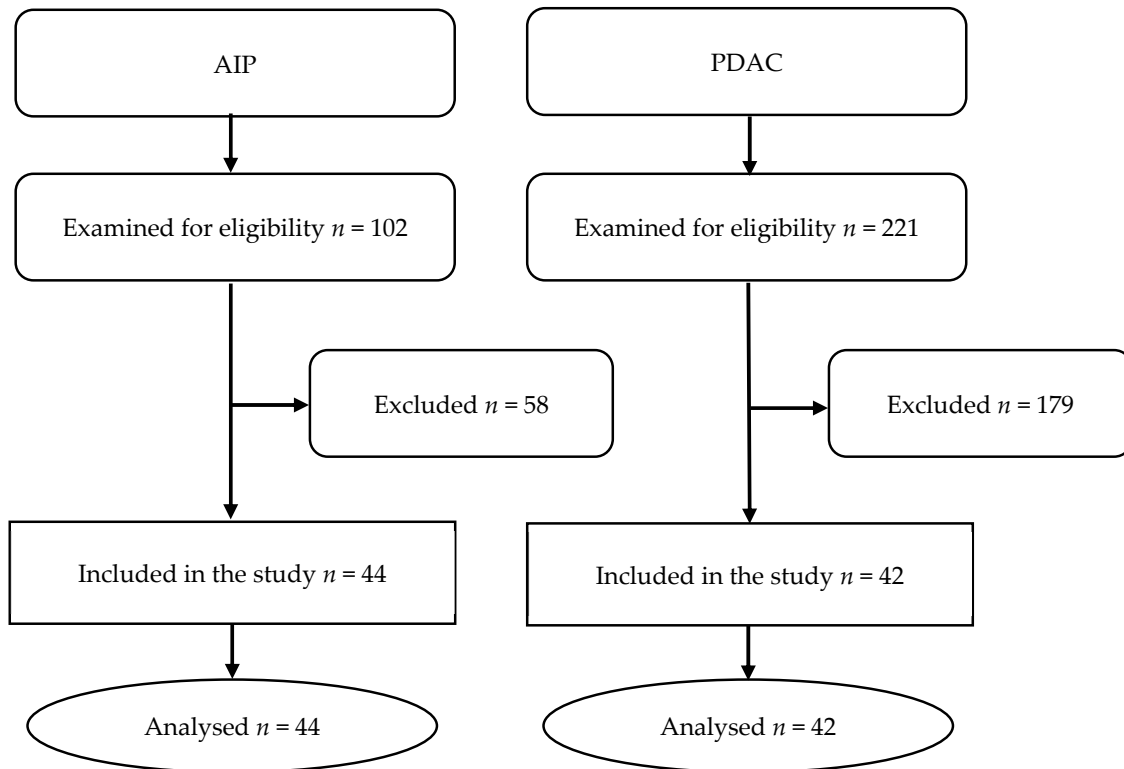 AIP
PDAC
Examined for eligibility n = 102
Examined for eligibility n = 221
Excluded n = 58
Excluded n = 179
Included in the study n = 44
Included in the study n = 42
Analysed n = 44
Analysed n = 42